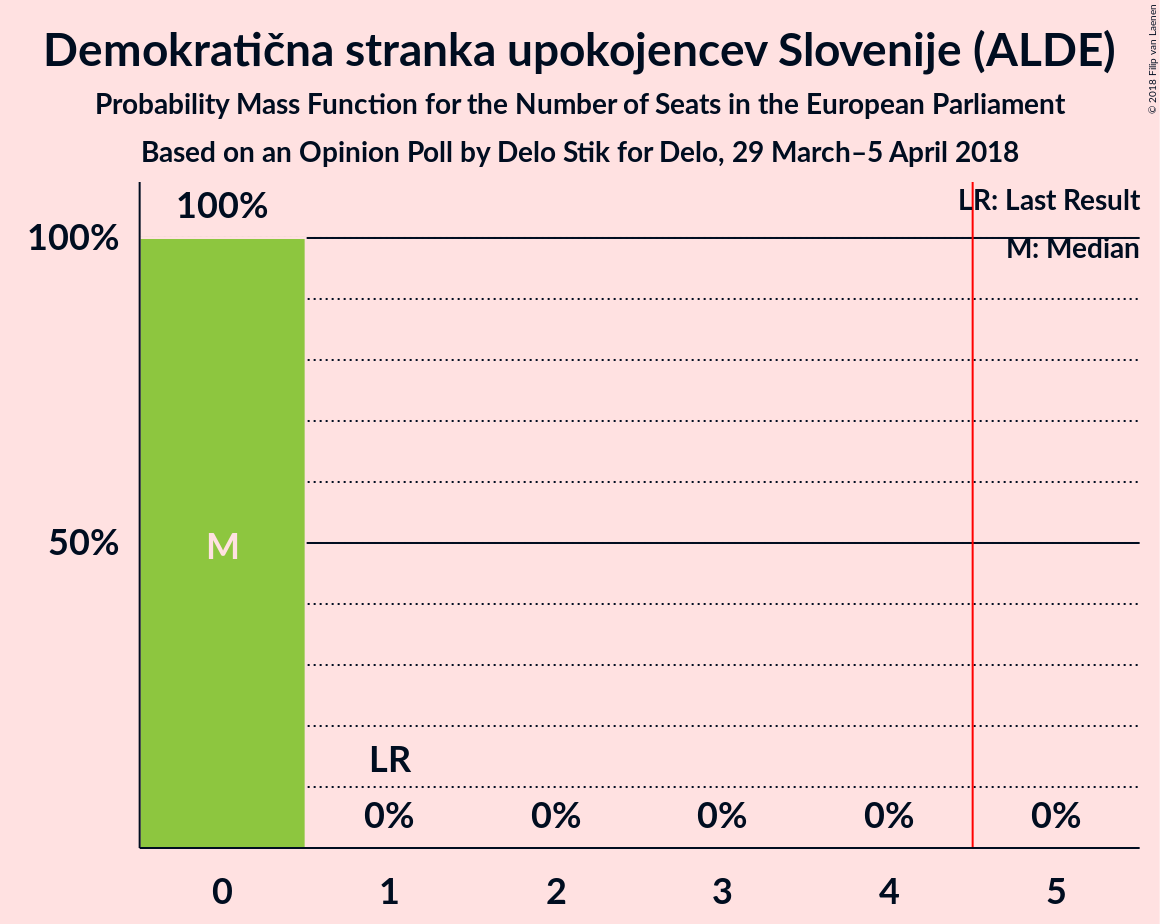 Demokratična stranka upokojencev Slovenije (ALDE)
Probability Mass Function for the Number of Seats in the European Parliament
Based on an Opinion Poll by Delo Stik for Delo, 29 March–5 April 2018
© 2018 Filip van Laenen
LR: Last Result
M: Median
100%
100%
50%
M
LR
0% 0% 0% 0% 0%
0 1 2 3 4 5